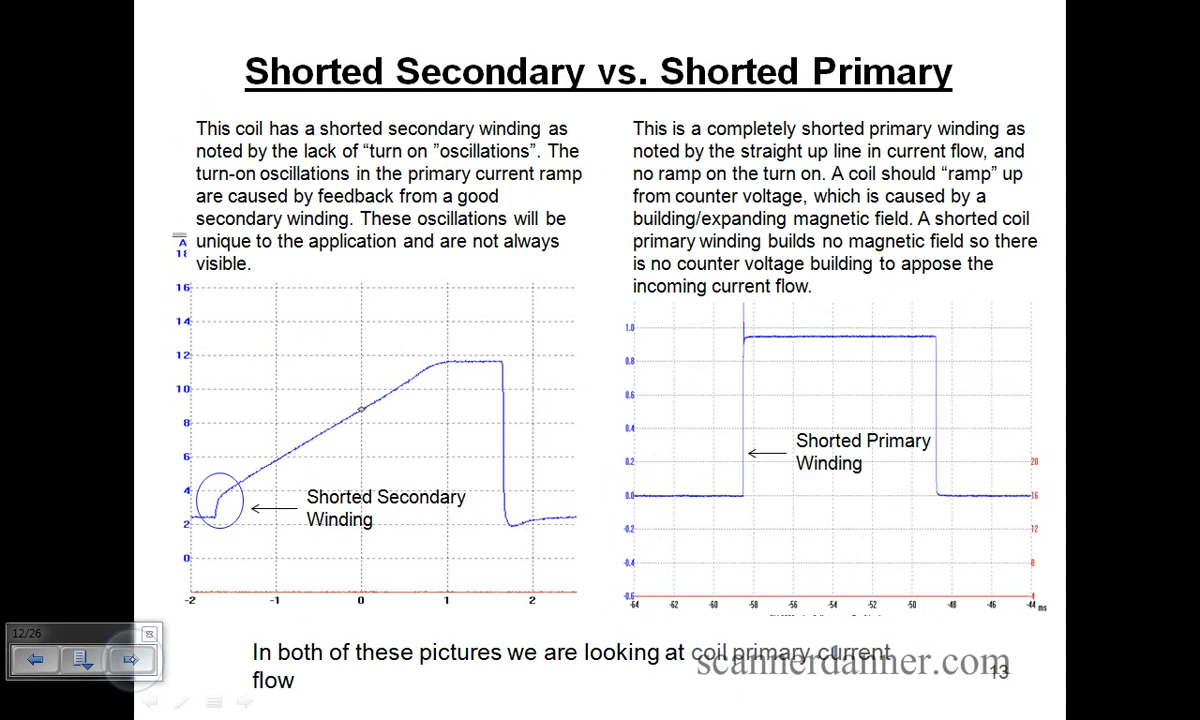 Shorted Secondary vs. Shorted Primary
This coil has a shorted secondary winding as
noted by the lack of “turn on ”oscillations”. The
turn-on oscillations in the primary current ramp
are caused by feedback from a good
secondary winding. These oscillations will be
unique to the application and are not always
visible.
This is a completely shorted primary winding as
noted by the straight up line in current flow, and
no ramp on the turn on. A coil should “ramp” up
from counter voltage, which is caused by a
building/expanding magnetic field. A shorted coil
primary winding builds no magnetic field so there
is no counter voltage building to appose the
incoming current flow.
A
18
16
14
12
10
8
6
4
2
0
-2
-1
0
1
2
Shorted Secondary
Winding
1.0
0.8
0.6
0.4
0.2
0.0
-0.2
-0.4
-0.6
20
16
12
8
4
-64
-62
-60
-58
-56
-54
-52
-50
-48
-46
-44
ms
Shorted Primary
Winding
In both of these pictures we are looking at coil primary current
flow
scannerdanner.com
13
12/26